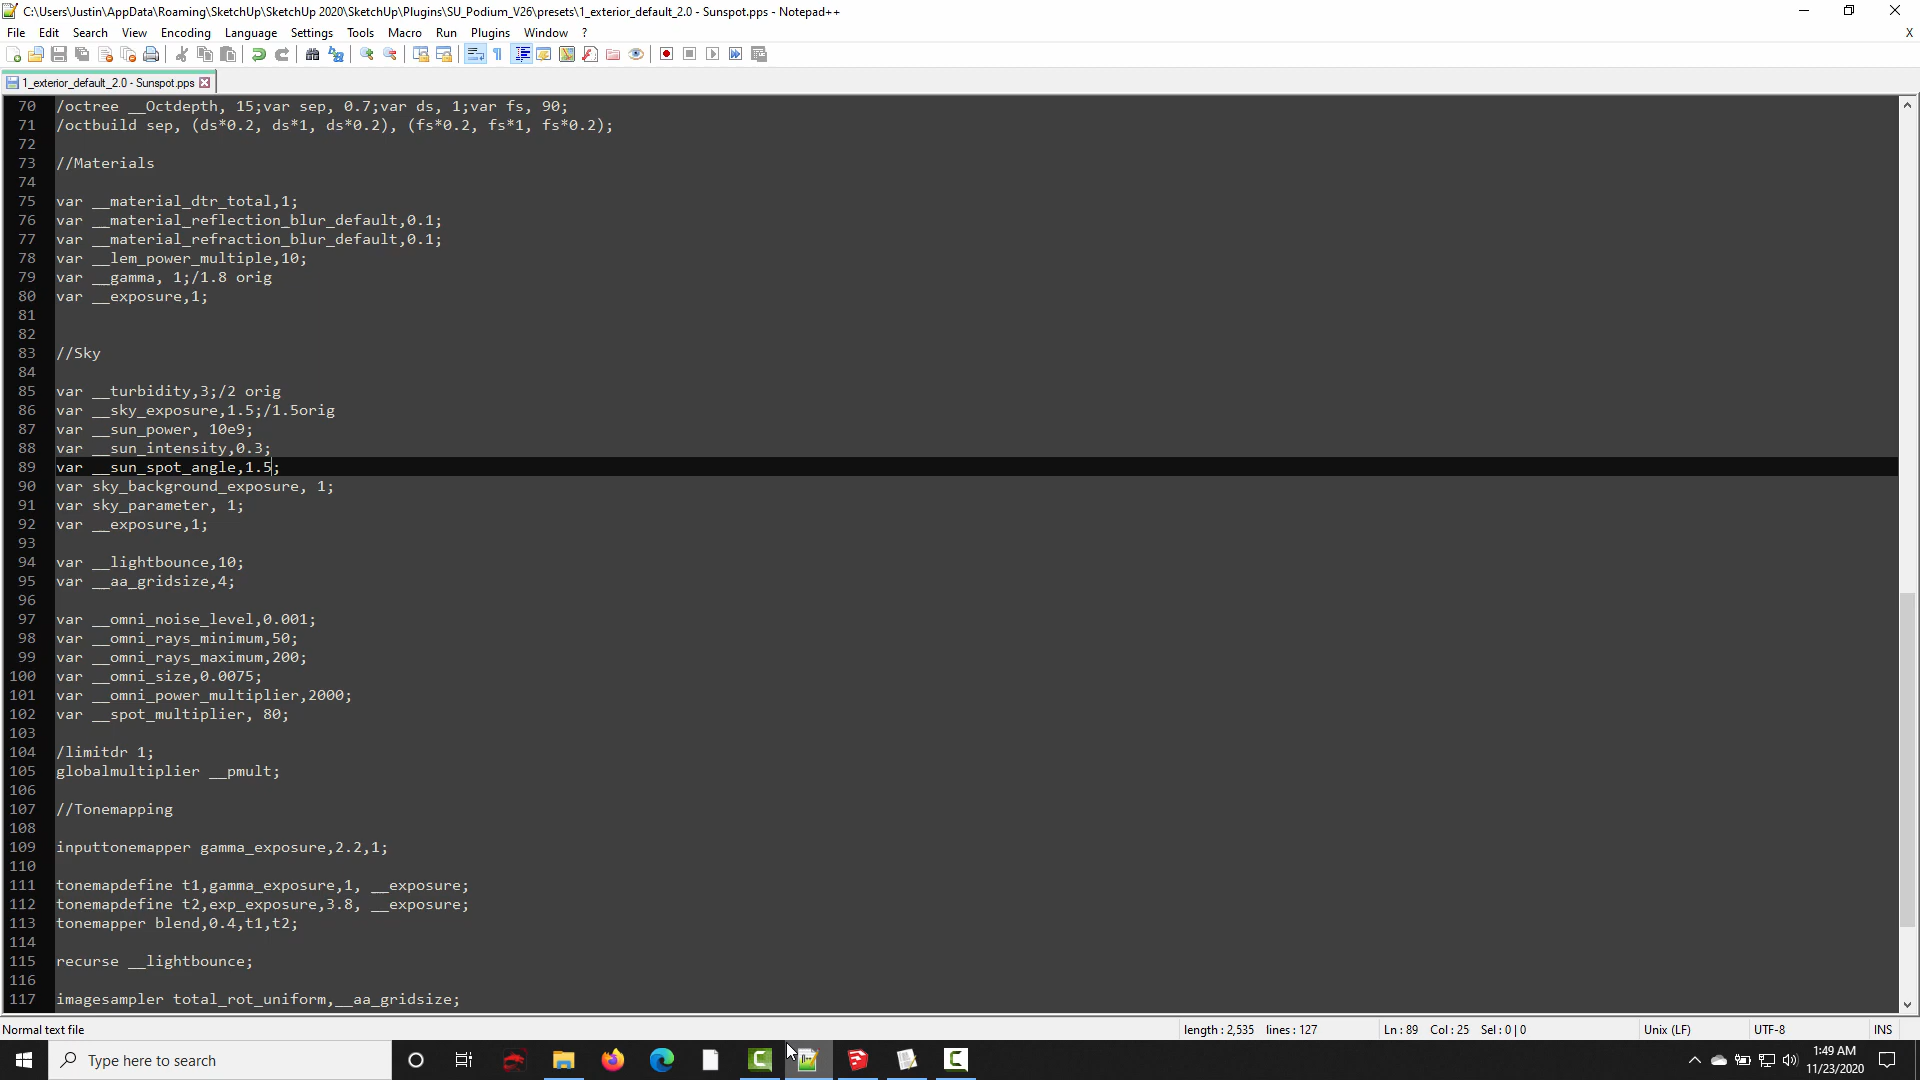 C:\Users\Justin\AppData\Roaming\SketchUp\SketchUp 2020\SketchUp\Plugins\SU_Podium_V26\presets\1_exterior_default_2.0 - Sunspot.pps - Notepad++
File Edit Search View Encoding Language Settings Tools Macro Run Plugins Window ? X
1_exterior_default_2.0 - Sunspot.pps
70 /octree __Octdepth, 15;var sep, 0.7;var ds, 1;var fs, 90;
71 /octbuild sep, (ds*0.2, ds*1, ds*0.2), (fs*0.2, fs*1, fs*0.2);
72
73 //Materials
74
75 var __material_dtr_total,1;
76 var __material_reflection_blur_default,0.1;
77 var __material_refraction_blur_default,0.1;
78 var __lem_power_multiple,10;
79 var __gamma, 1;/1.8 orig
80 var __exposure,1;
81
82
83 //Sky
84
85 var __turbidity,3;/2 orig
86 var __sky_exposure,1.5;/1.5orig
87 var __sun_power, 10e9;
88 var __sun_intensity,0.3;
89 var __sun_spot_angle,1.5;
90 var sky_background_exposure, 1;
91 var sky_parameter, 1;
92 var __exposure,1;
93
94 var __lightbounce,10;
95 var __aa_gridsize,4;
96
97 var __omni_noise_level,0.001;
98 var __omni_rays_minimum,50;
99 var __omni_rays_maximum,200;
100 var __omni_size,0.0075;
101 var __omni_power_multiplier,2000;
102 var __spot_multiplier, 80;
103
104 /limitdr 1;
105 globalmultiplier __pmult;
106
107 //Tonemapping
108
109 inputtonemapper gamma_exposure,2.2,1;
110
111 tonemapdefine t1,gamma_exposure,1, __exposure;
112 tonemapdefine t2,exp_exposure,3.8, __exposure;
113 tonemapper blend,0.4,t1,t2;
114
115 recurse __lightbounce;
116
117 imagesampler total_rot_uniform,__aa_gridsize;
Normal text file length : 2,535 lines : 127 Ln : 89 Col : 25 Sel : 0 | 0 Unix (LF) UTF-8 INS
Type here to search
1:49 AM
11/23/2020